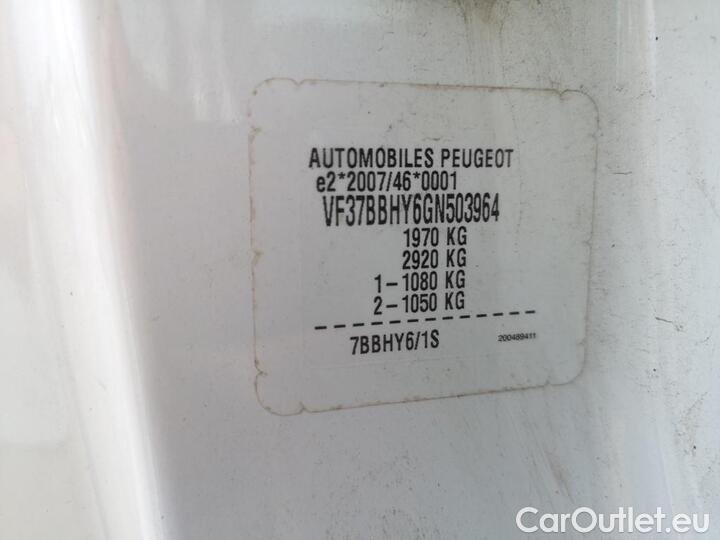 AUTOMOBILES PEUGEOT
e2*2007/46*0001
VF37BBHY6GN503964
1970 KG
2920 KG
1-1080 KG
2-1050 KG
7BBHY6/1S 200489411
CarOutlet.eu